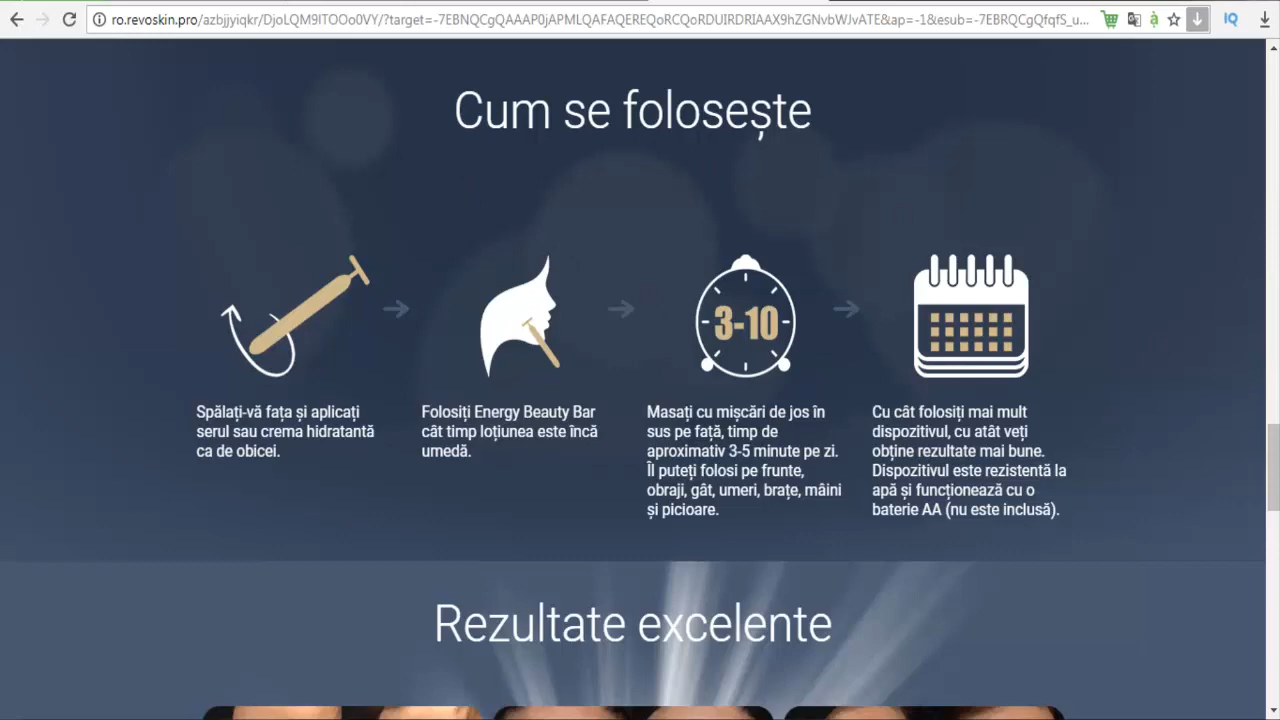 ro.revoskin.pro/azbjjyiqkr/DjoLQM9ITOOo0VY/?target=-7EBNQCgQAAAP0jAPMLQAFAQEREQoRCQoRDUIRDRIAAX9hZGNvbWJvATE&ap=-1&esub=-7EBRQCgQfqfS_u...
IQ
Cum se folosește
3-10
Spălați-vă fața și aplicați
serul sau crema hidratantă
ca de obicei.
Folosiți Energy Beauty Bar
cât timp loțiunea este încă
umedă.
Masați cu mișcări de jos în
sus pe față, timp de
aproximativ 3-5 minute pe zi.
Îl puteți folosi pe frunte,
obraji, gât, umeri, brațe, mâini
și picioare.
Cu cât folosiți mai mult
dispozitivul, cu atât veți
obține rezultate mai bune.
Dispozitivul este rezistentă la
apă și funcționează cu o
baterie AA (nu este inclusă).
Rezultate excelente